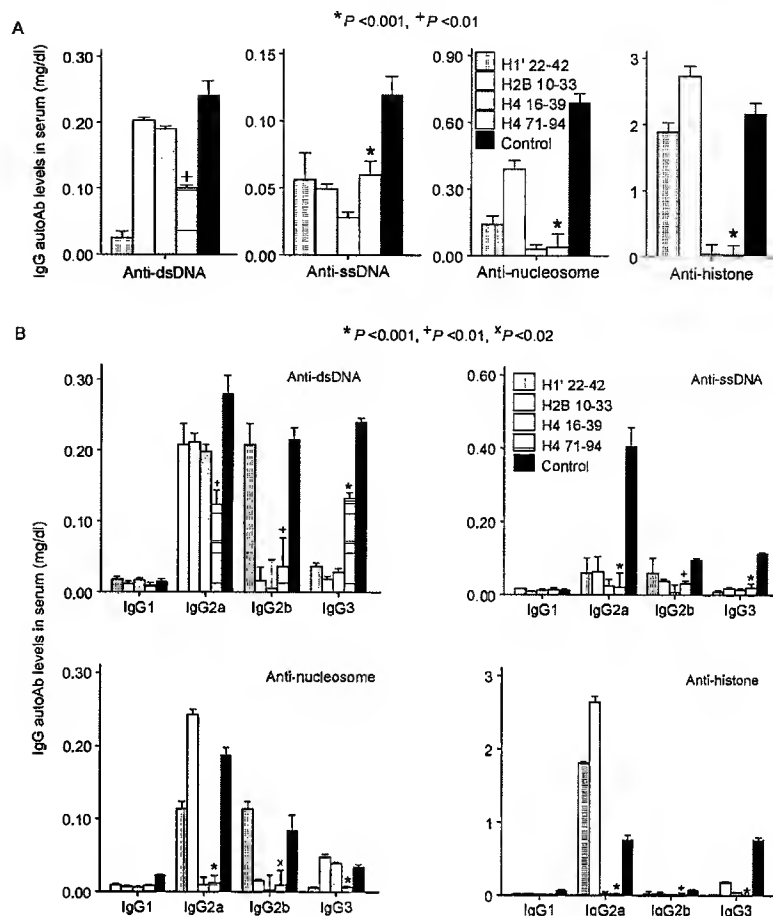 A
*P<0.001, +P<0.01
IgG autoAb levels in serum (mg/dl)
0.30
0.20
0.10
0.00
+
Anti-dsDNA
0.15
0.10
0.05
0.00
*
Anti-ssDNA
0.90
0.60
0.30
0.00
H1' 22-42
H2B 10-33
H4 16-39
H4 71-94
Control
*
Anti-nucleosome
3
2
1
0
*
Anti-histone
B
*P<0.001, +P<0.01, xP<0.02
IgG autoAb levels in serum (mg/dl)
Anti-dsDNA
0.30
0.20
0.10
0.00
+
+
*
IgG1 IgG2a IgG2b IgG3
Anti-ssDNA
0.60
0.40
0.20
0.00
H1' 22-42
H2B 10-33
H4 16-39
H4 71-94
Control
*
+
*
IgG1 IgG2a IgG2b IgG3
Anti-nucleosome
0.30
0.20
0.10
0.00
*
x
*
IgG1 IgG2a IgG2b IgG3
Anti-histone
3
2
1
0
*
+
*
IgG1 IgG2a IgG2b IgG3